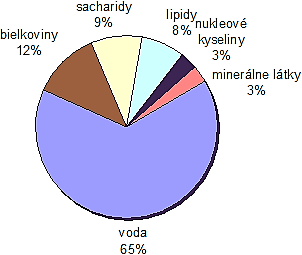 sacharidy
9%
lipidy
8%
nukleové
kyseliny
3%
minerálne látky
3%
bielkoviny
12%
voda
65%